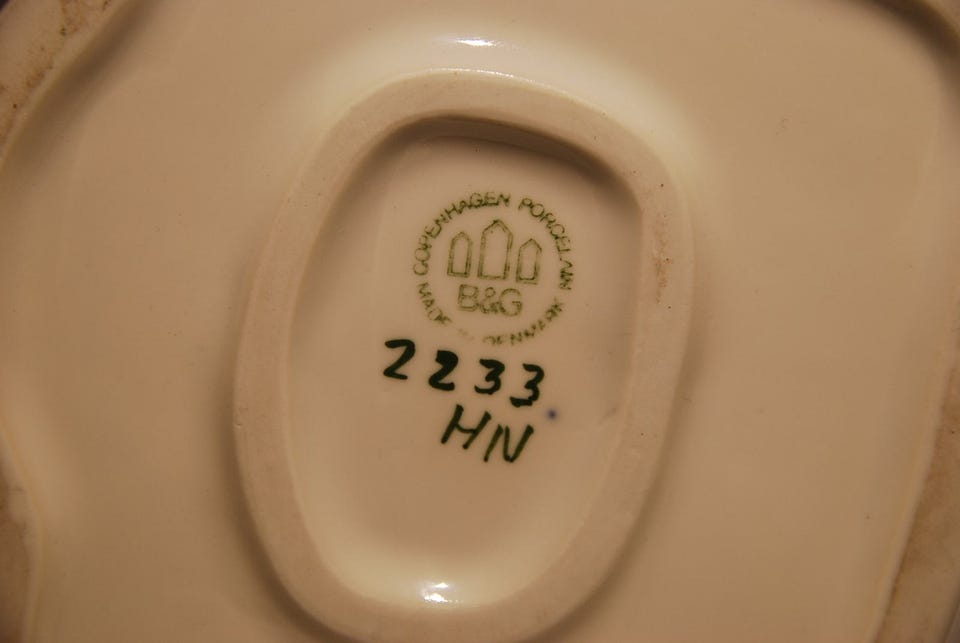 COPENHAGEN PORCELAIN
B&G
MADE IN DENMARK
2233
HN